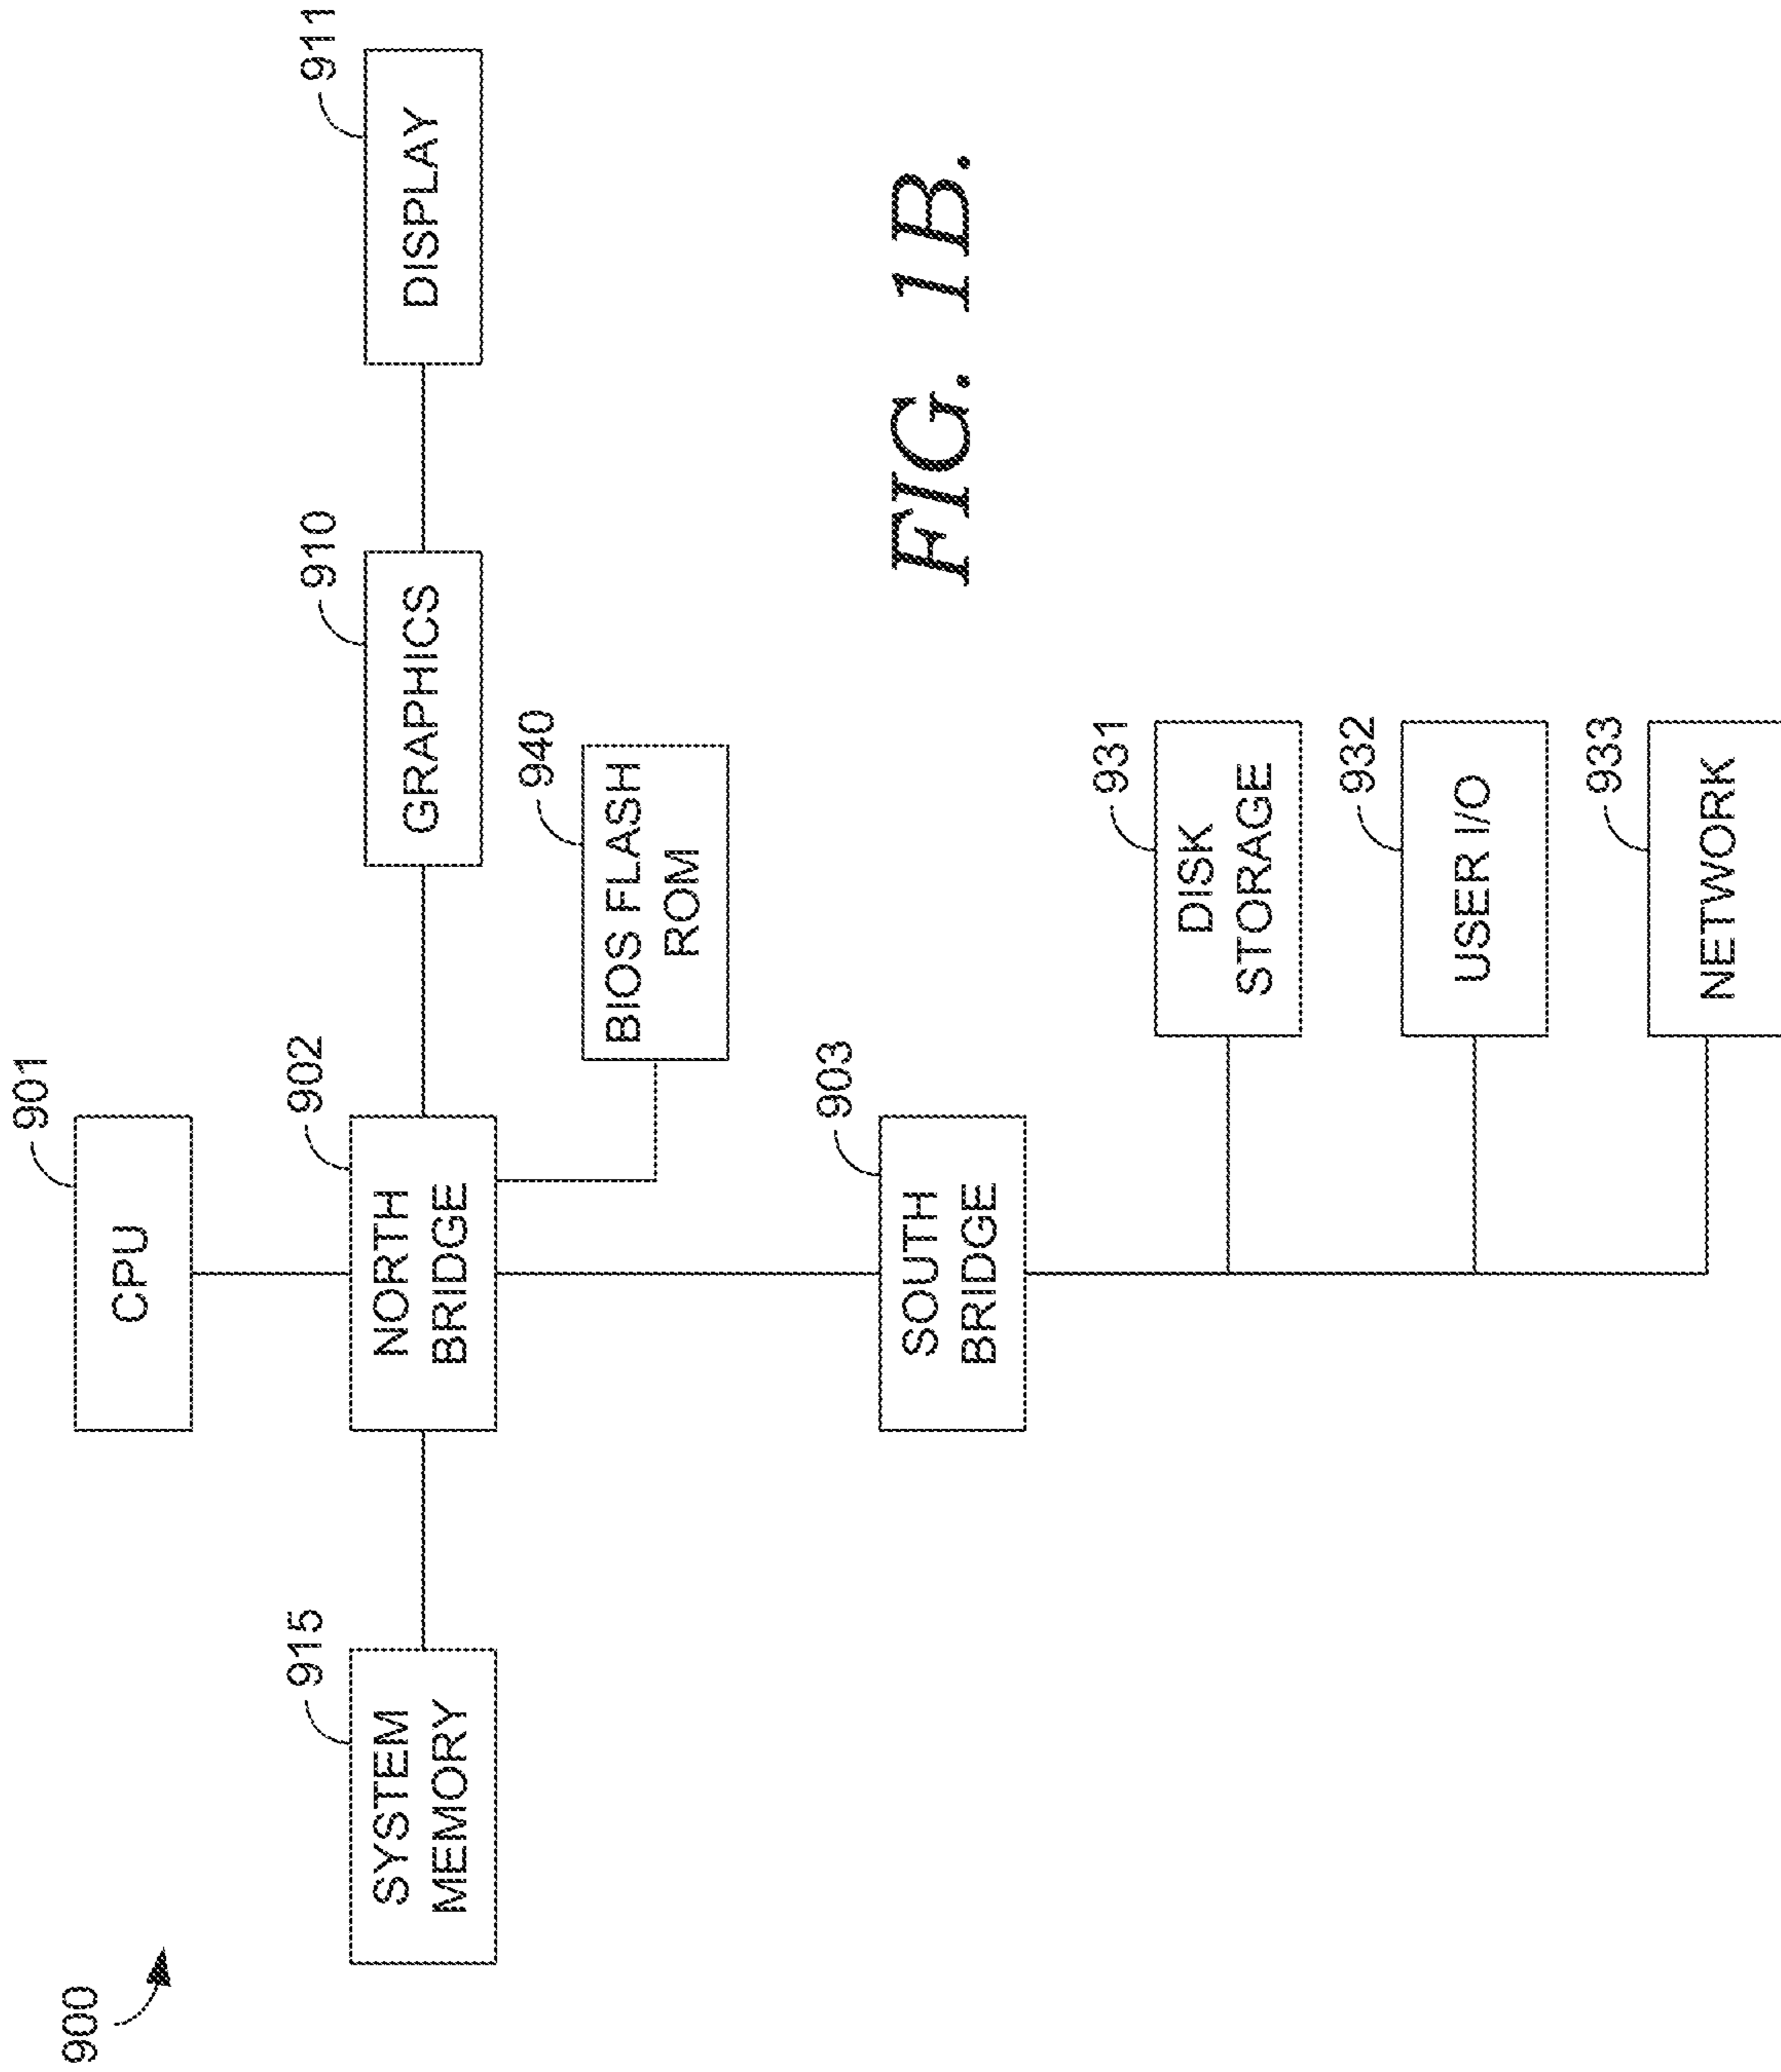 900
901
CPU
915
SYSTEM
MEMORY
902
NORTH
BRIDGE
910
GRAPHICS
911
DISPLAY
940
BIOS FLASH
ROM
903
SOUTH
BRIDGE
931
DISK
STORAGE
932
USER I/O
933
NETWORK
FIG. 1B.